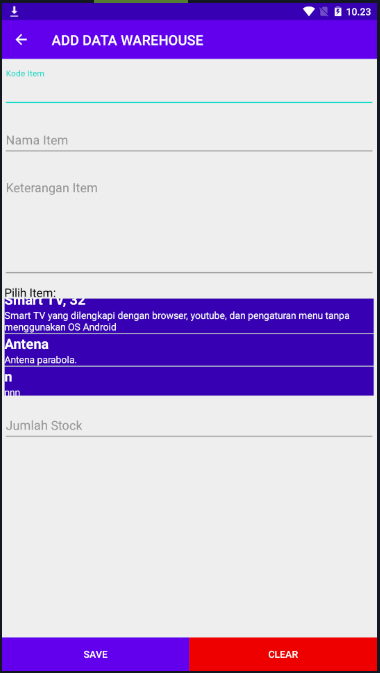 10.23
ADD DATA WAREHOUSE
Kode Item
Nama Item
Keterangan Item
Pilih Item:
Smart TV, 32
Smart TV yang dilengkapi dengan browser, youtube, dan pengaturan menu tanpa
menggunakan OS Android
Antena
Antena parabola.
n
nnn
Jumlah Stock
SAVE
CLEAR